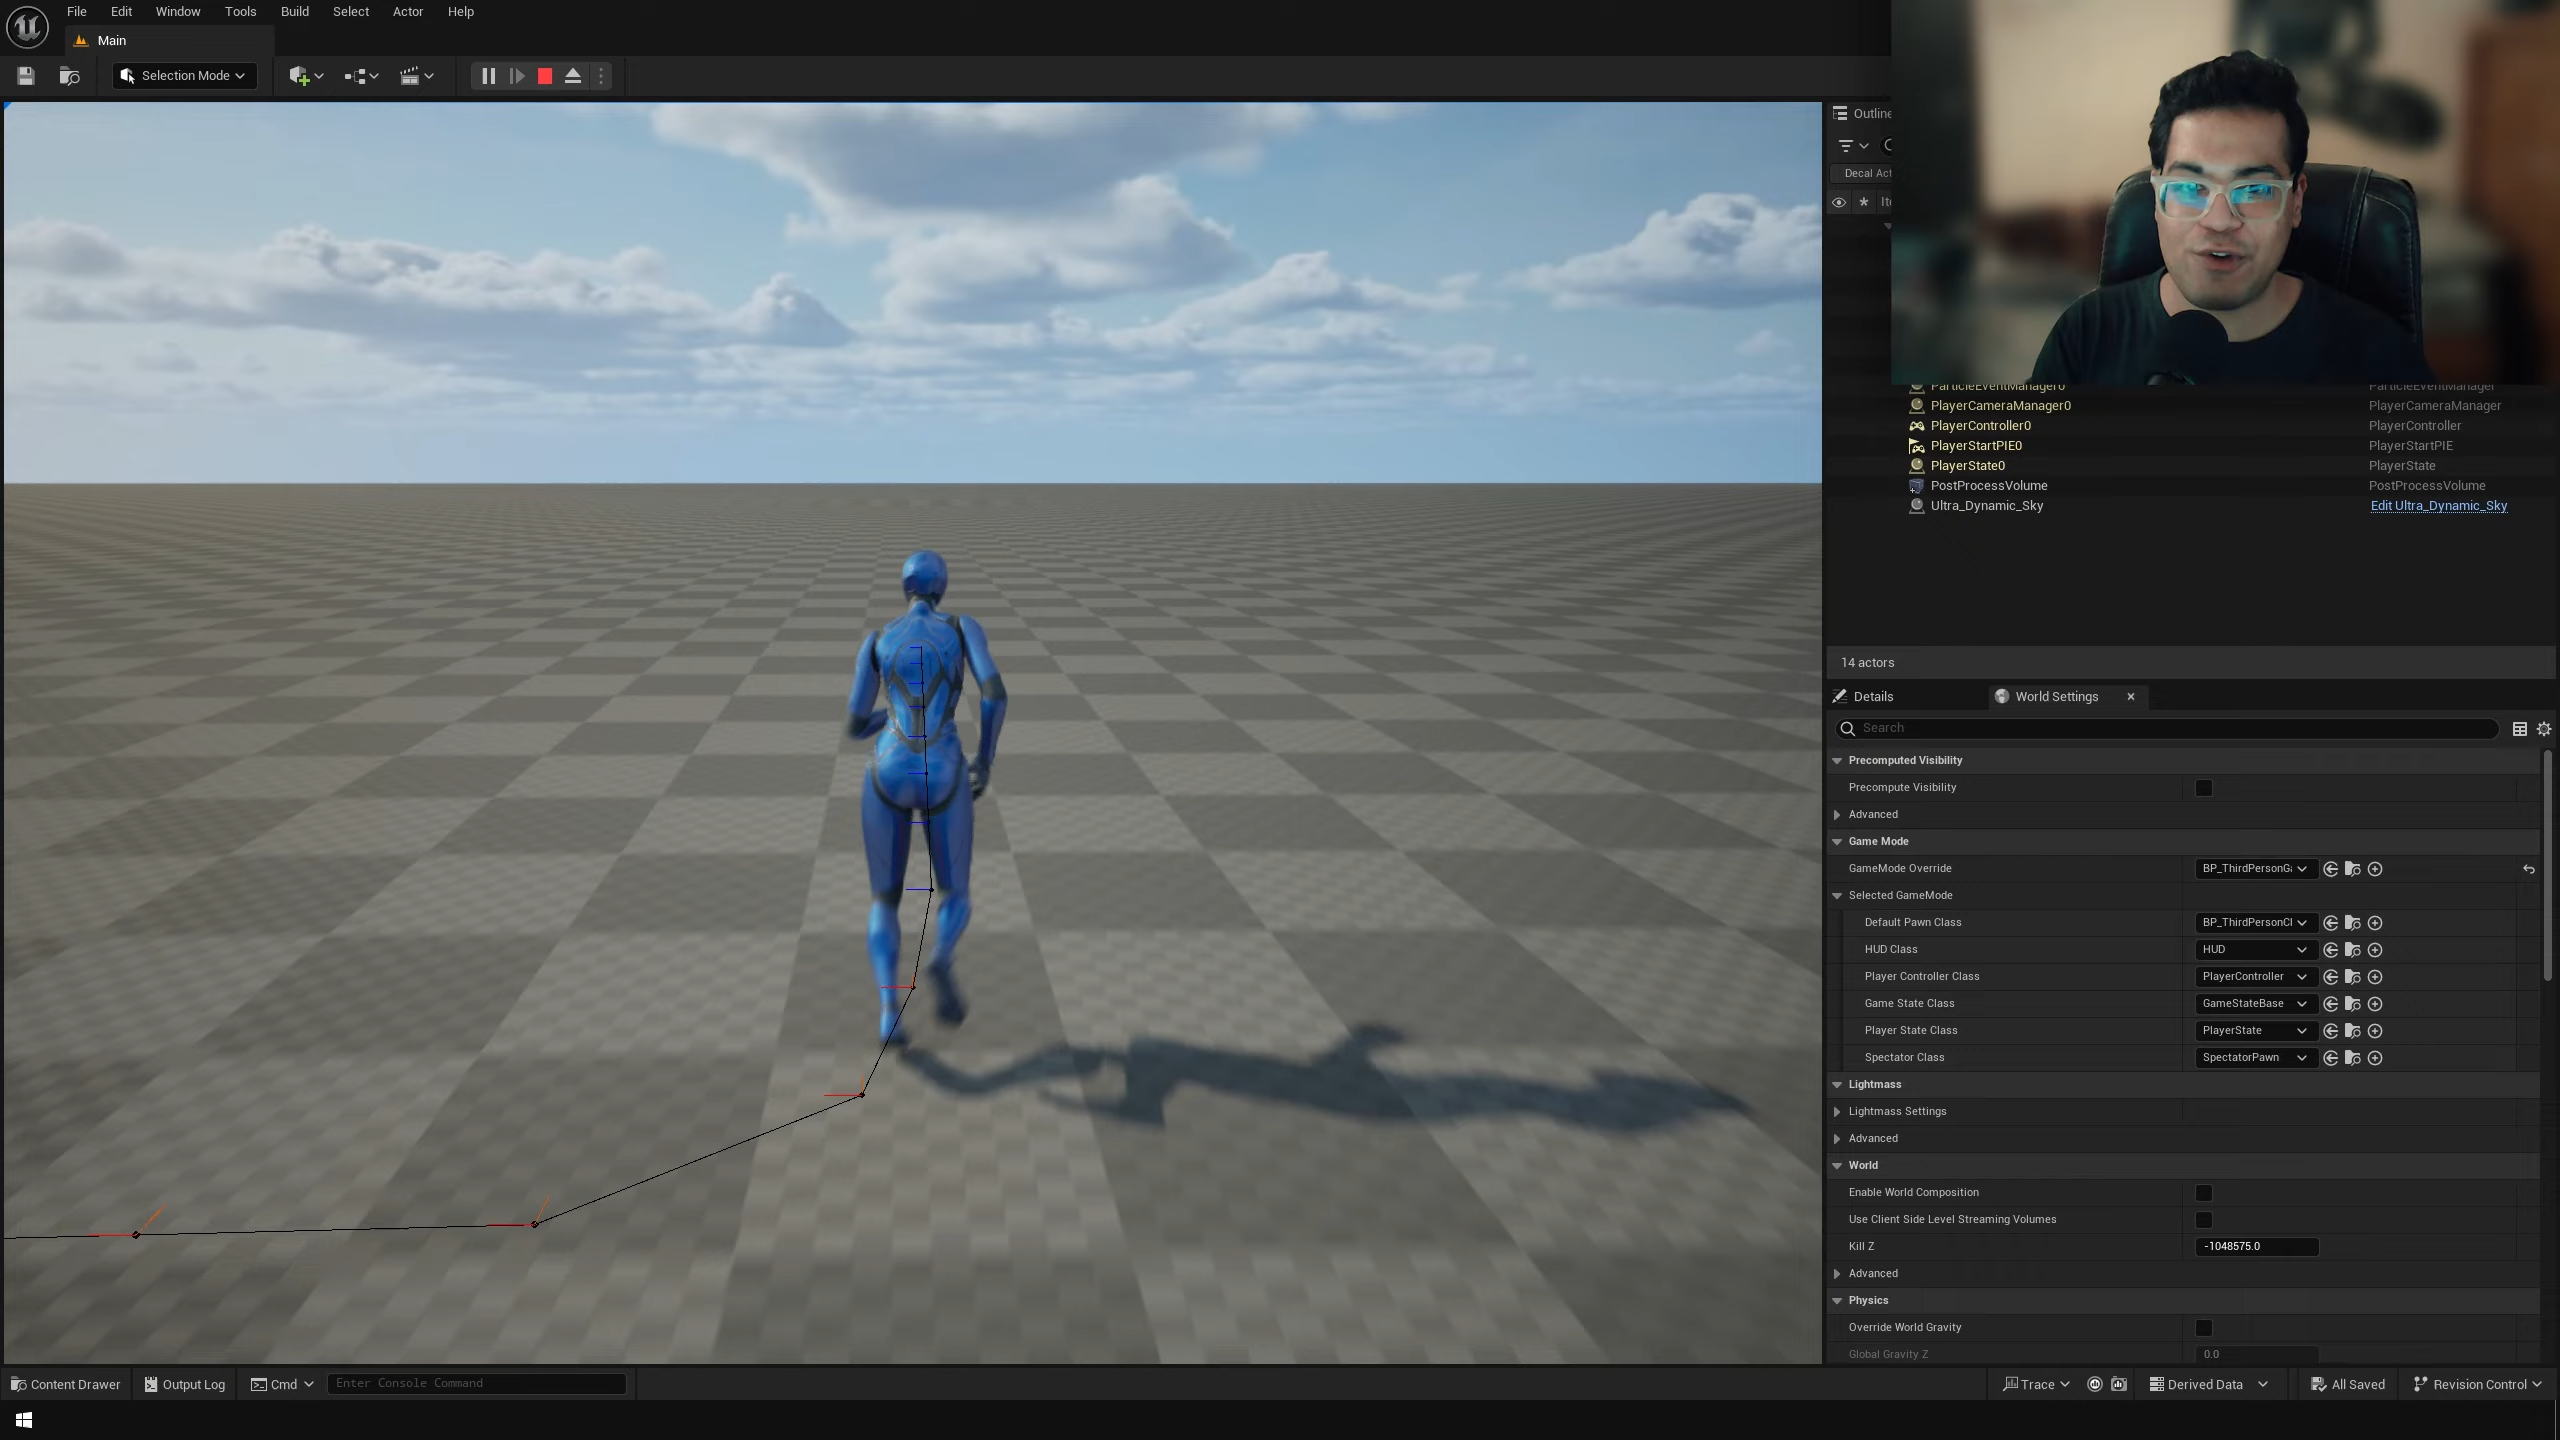 File Edit Window Tools Build Select Actor Help
Main
Selection Mode
Outline
Decal Act
Ite
ParticleEventManager0 ParticleEventManager
PlayerCameraManager0 PlayerCameraManager
PlayerController0 PlayerController
PlayerStartPIE0 PlayerStartPIE
PlayerState0 PlayerState
PostProcessVolume PostProcessVolume
Ultra_Dynamic_Sky Edit Ultra_Dynamic_Sky
14 actors
Details World Settings
Search
Precomputed Visibility
Precompute Visibility
Advanced
Game Mode
GameMode Override BP_ThirdPersonGa
Selected GameMode
Default Pawn Class BP_ThirdPersonCl
HUD Class HUD
Player Controller Class PlayerController
Game State Class GameStateBase
Player State Class PlayerState
Spectator Class SpectatorPawn
Lightmass
Lightmass Settings
Advanced
World
Enable World Composition
Use Client Side Level Streaming Volumes
Kill Z -1048575.0
Advanced
Physics
Override World Gravity
Global Gravity Z 0.0
Content Drawer Output Log Cmd Enter Console Command Trace Derived Data All Saved Revision Control